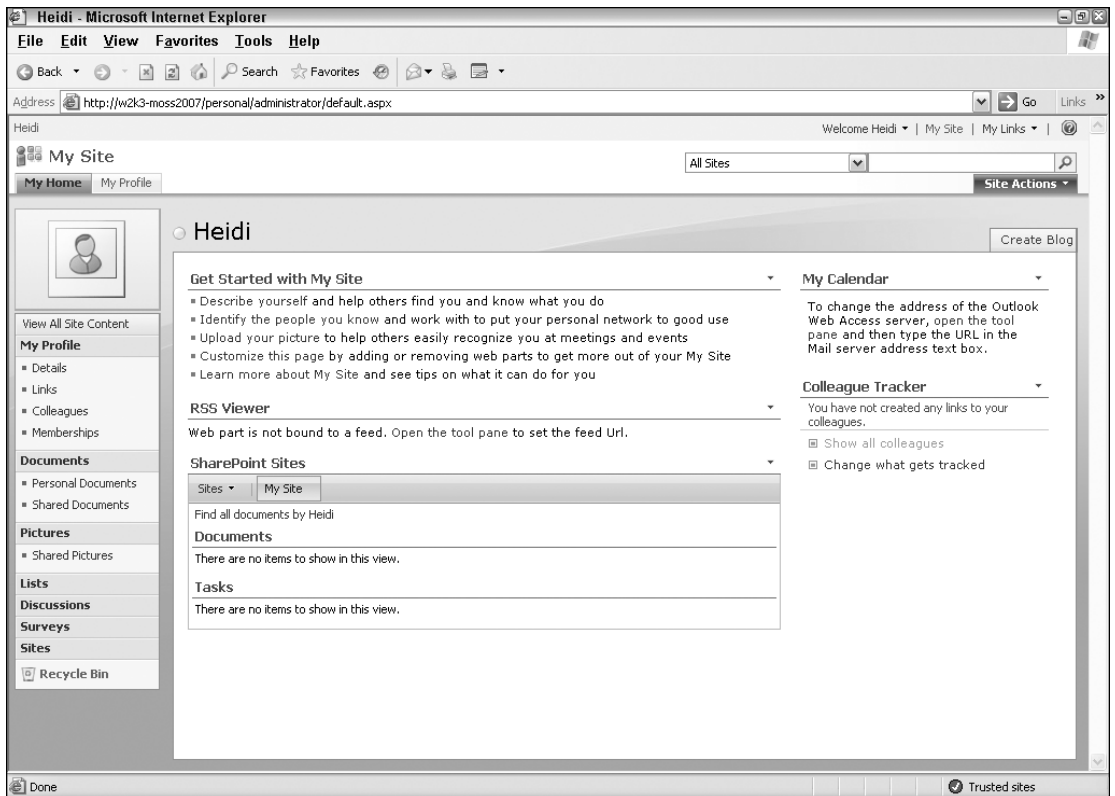 Heidi - Microsoft Internet Explorer
File Edit View Favorites Tools Help
Back Search Favorites
Address http://w2k3-moss2007/personal/administrator/default.aspx Go Links »
Heidi Welcome Heidi | My Site | My Links |
My Site All Sites
My Home My Profile Site Actions
Heidi
Create Blog
Get Started with My Site
Describe yourself and help others find you and know what you do
Identify the people you know and work with to put your personal network to good use
Upload your picture to help others easily recognize you at meetings and events
Customize this page by adding or removing web parts to get more out of your My Site
Learn more about My Site and see tips on what it can do for you
RSS Viewer
Web part is not bound to a feed. Open the tool pane to set the feed Url.
SharePoint Sites
Sites My Site
Find all documents by Heidi
Documents
There are no items to show in this view.
Tasks
There are no items to show in this view.
My Calendar
To change the address of the Outlook
Web Access server, open the tool
pane and then type the URL in the
Mail server address text box.
Colleague Tracker
You have not created any links to your
colleagues.
Show all colleagues
Change what gets tracked
View All Site Content
My Profile
Details
Links
Colleagues
Memberships
Documents
Personal Documents
Shared Documents
Pictures
Shared Pictures
Lists
Discussions
Surveys
Sites
Recycle Bin
Done Trusted sites